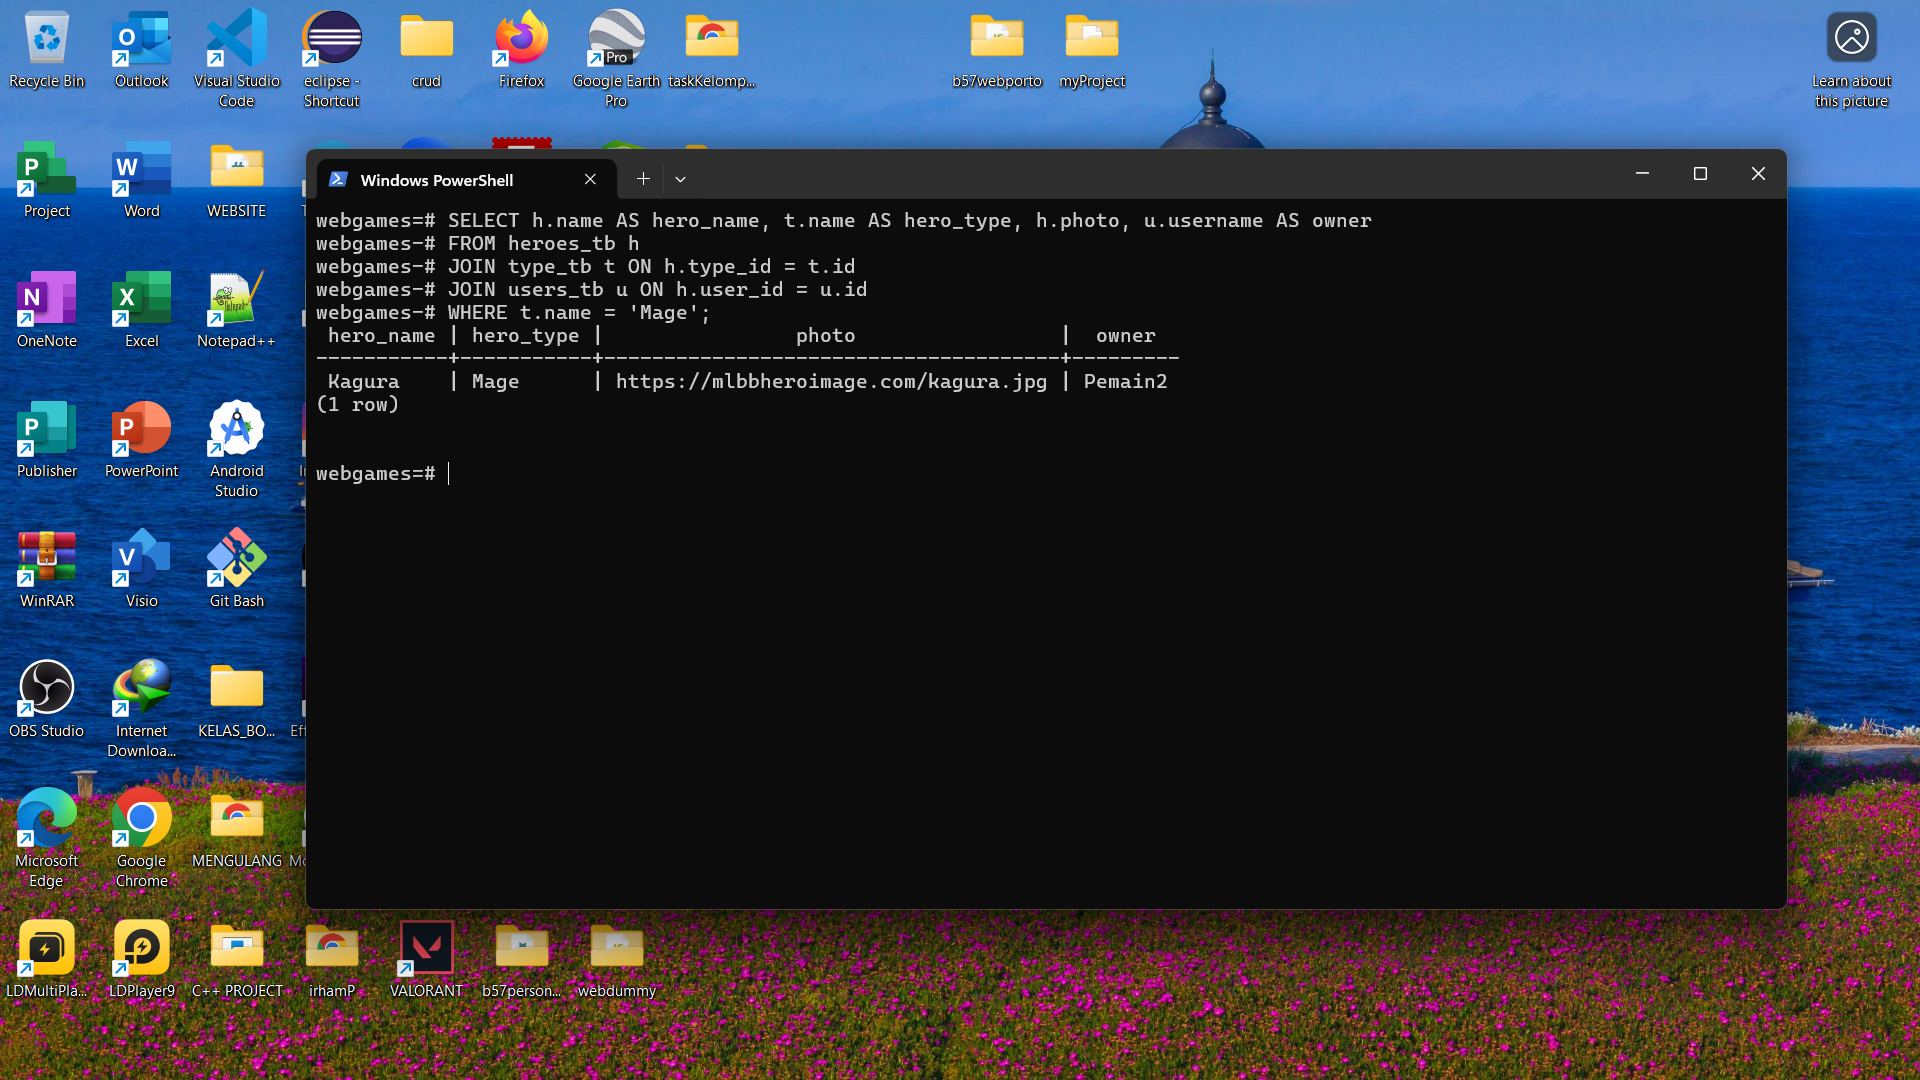 Recycle Bin
Outlook
Visual Studio
Code
eclipse -
Shortcut
crud
Firefox
Pro
Google Earth
Pro
taskKelomp...
b57webporto
myProject
Learn about
this picture
Project
Word
WEBSITE
OneNote
Excel
Notepad++
Publisher
PowerPoint
Android
Studio
WinRAR
Visio
Git Bash
OBS Studio
Internet
Downloa...
KELAS_BO...
Microsoft
Edge
Google
Chrome
MENGULANG
LDMultiPla...
LDPlayer9
C++ PROJECT
irhamP
VALORANT
b57person...
webdummy
Windows PowerShell
webgames=# SELECT h.name AS hero_name, t.name AS hero_type, h.photo, u.username AS owner
webgames-# FROM heroes_tb h
webgames-# JOIN type_tb t ON h.type_id = t.id
webgames-# JOIN users_tb u ON h.user_id = u.id
webgames-# WHERE t.name = 'Mage';
hero_name | hero_type | photo | owner
-----------+-----------+--------------------------------------+---------
Kagura | Mage | https://mlbbheroimage.com/kagura.jpg | Pemain2
(1 row)
webgames=#